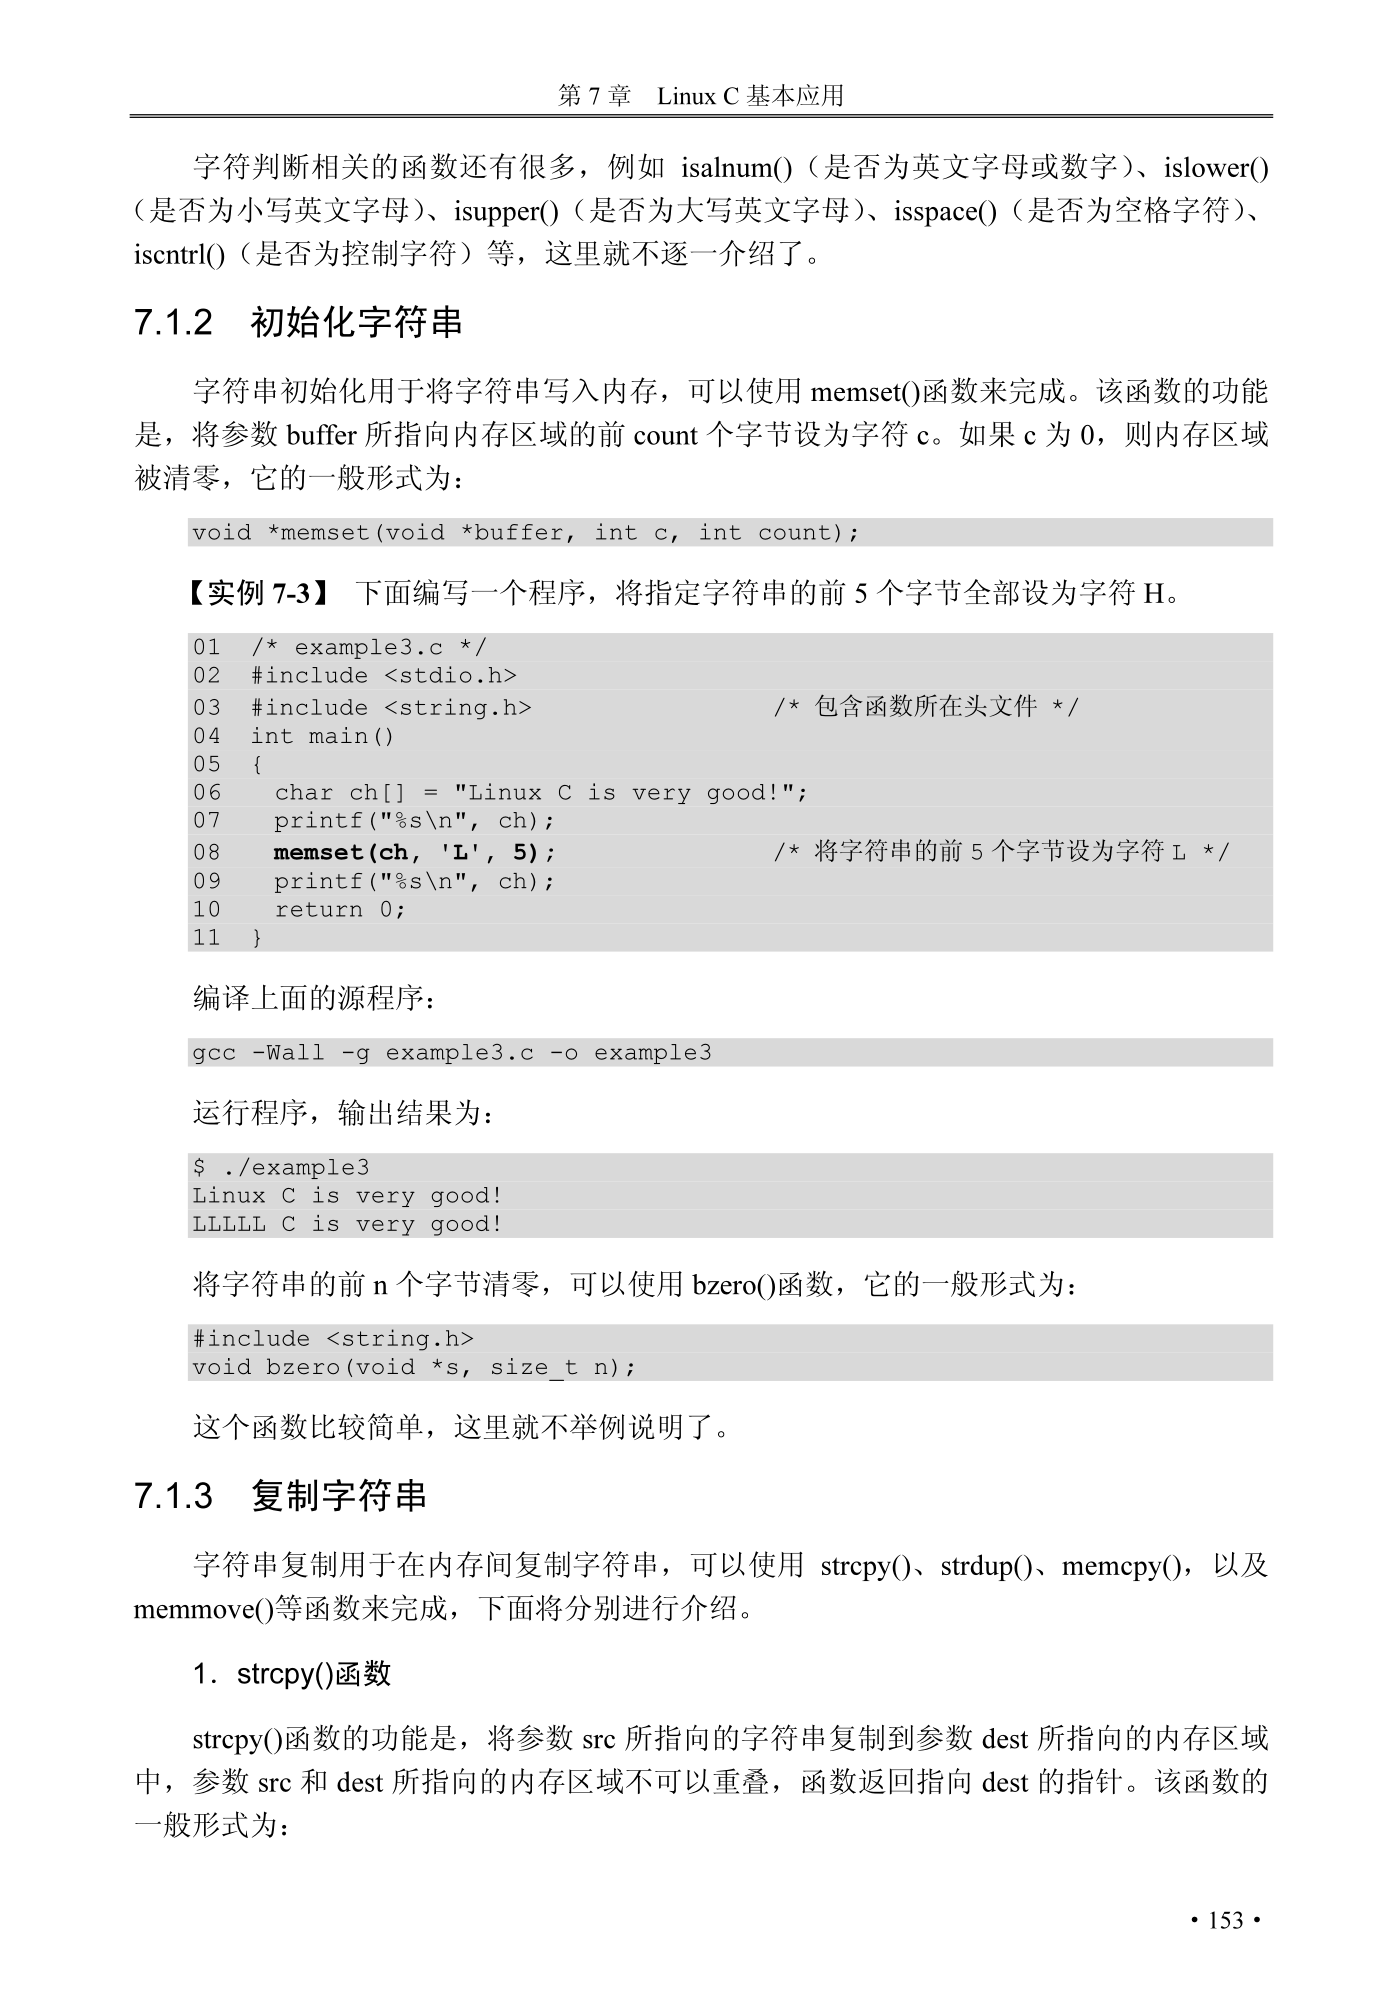 第 7 章　Linux C 基本应用
字符判断相关的函数还有很多，例如 isalnum()（是否为英文字母或数字）、islower()
（是否为小写英文字母）、isupper()（是否为大写英文字母）、isspace()（是否为空格字符）、
iscntrl()（是否为控制字符）等，这里就不逐一介绍了。
7.1.2　初始化字符串
字符串初始化用于将字符串写入内存，可以使用 memset()函数来完成。该函数的功能
是，将参数 buffer 所指向内存区域的前 count 个字节设为字符 c。如果 c 为 0，则内存区域
被清零，它的一般形式为：
void *memset(void *buffer, int c, int count);
【实例 7-3】 下面编写一个程序，将指定字符串的前 5 个字节全部设为字符 H。
01  /* example3.c */
02  #include <stdio.h>
03  #include <string.h>                /* 包含函数所在头文件 */
04  int main()
05  {
06    char ch[] = "Linux C is very good!";
07    printf("%s\n", ch);
08    memset(ch, 'L', 5);              /* 将字符串的前 5 个字节设为字符 L */
09    printf("%s\n", ch);
10    return 0;
11  }
编译上面的源程序：
gcc -Wall -g example3.c -o example3
运行程序，输出结果为：
$ ./example3
Linux C is very good!
LLLLL C is very good!
将字符串的前 n 个字节清零，可以使用 bzero()函数，它的一般形式为：
#include <string.h>
void bzero(void *s, size_t n);
这个函数比较简单，这里就不举例说明了。
7.1.3　复制字符串
字符串复制用于在内存间复制字符串，可以使用 strcpy()、strdup()、memcpy()，以及
memmove()等函数来完成，下面将分别进行介绍。
1．strcpy()函数
strcpy()函数的功能是，将参数 src 所指向的字符串复制到参数 dest 所指向的内存区域
中，参数 src 和 dest 所指向的内存区域不可以重叠，函数返回指向 dest 的指针。该函数的
一般形式为：
• 153 •